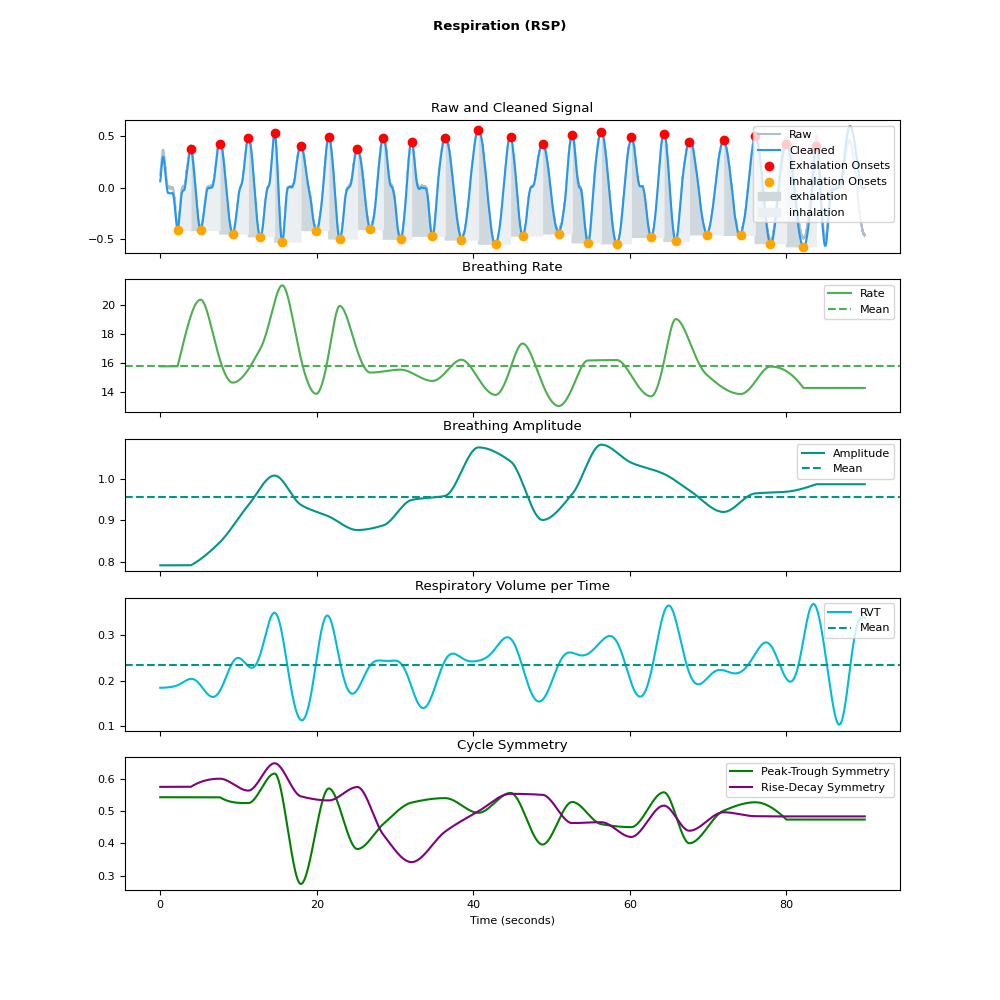 Respiration (RSP)
Raw and Cleaned Signal
0.5
0.0
−0.5
Raw
Cleaned
Exhalation Onsets
Inhalation Onsets
exhalation
inhalation
Breathing Rate
20
18
16
14
Rate
Mean
Breathing Amplitude
1.0
0.9
0.8
Amplitude
Mean
Respiratory Volume per Time
0.3
0.2
0.1
RVT
Mean
Cycle Symmetry
0.6
0.5
0.4
0.3
Peak-Trough Symmetry
Rise-Decay Symmetry
0 20 40 60 80
Time (seconds)